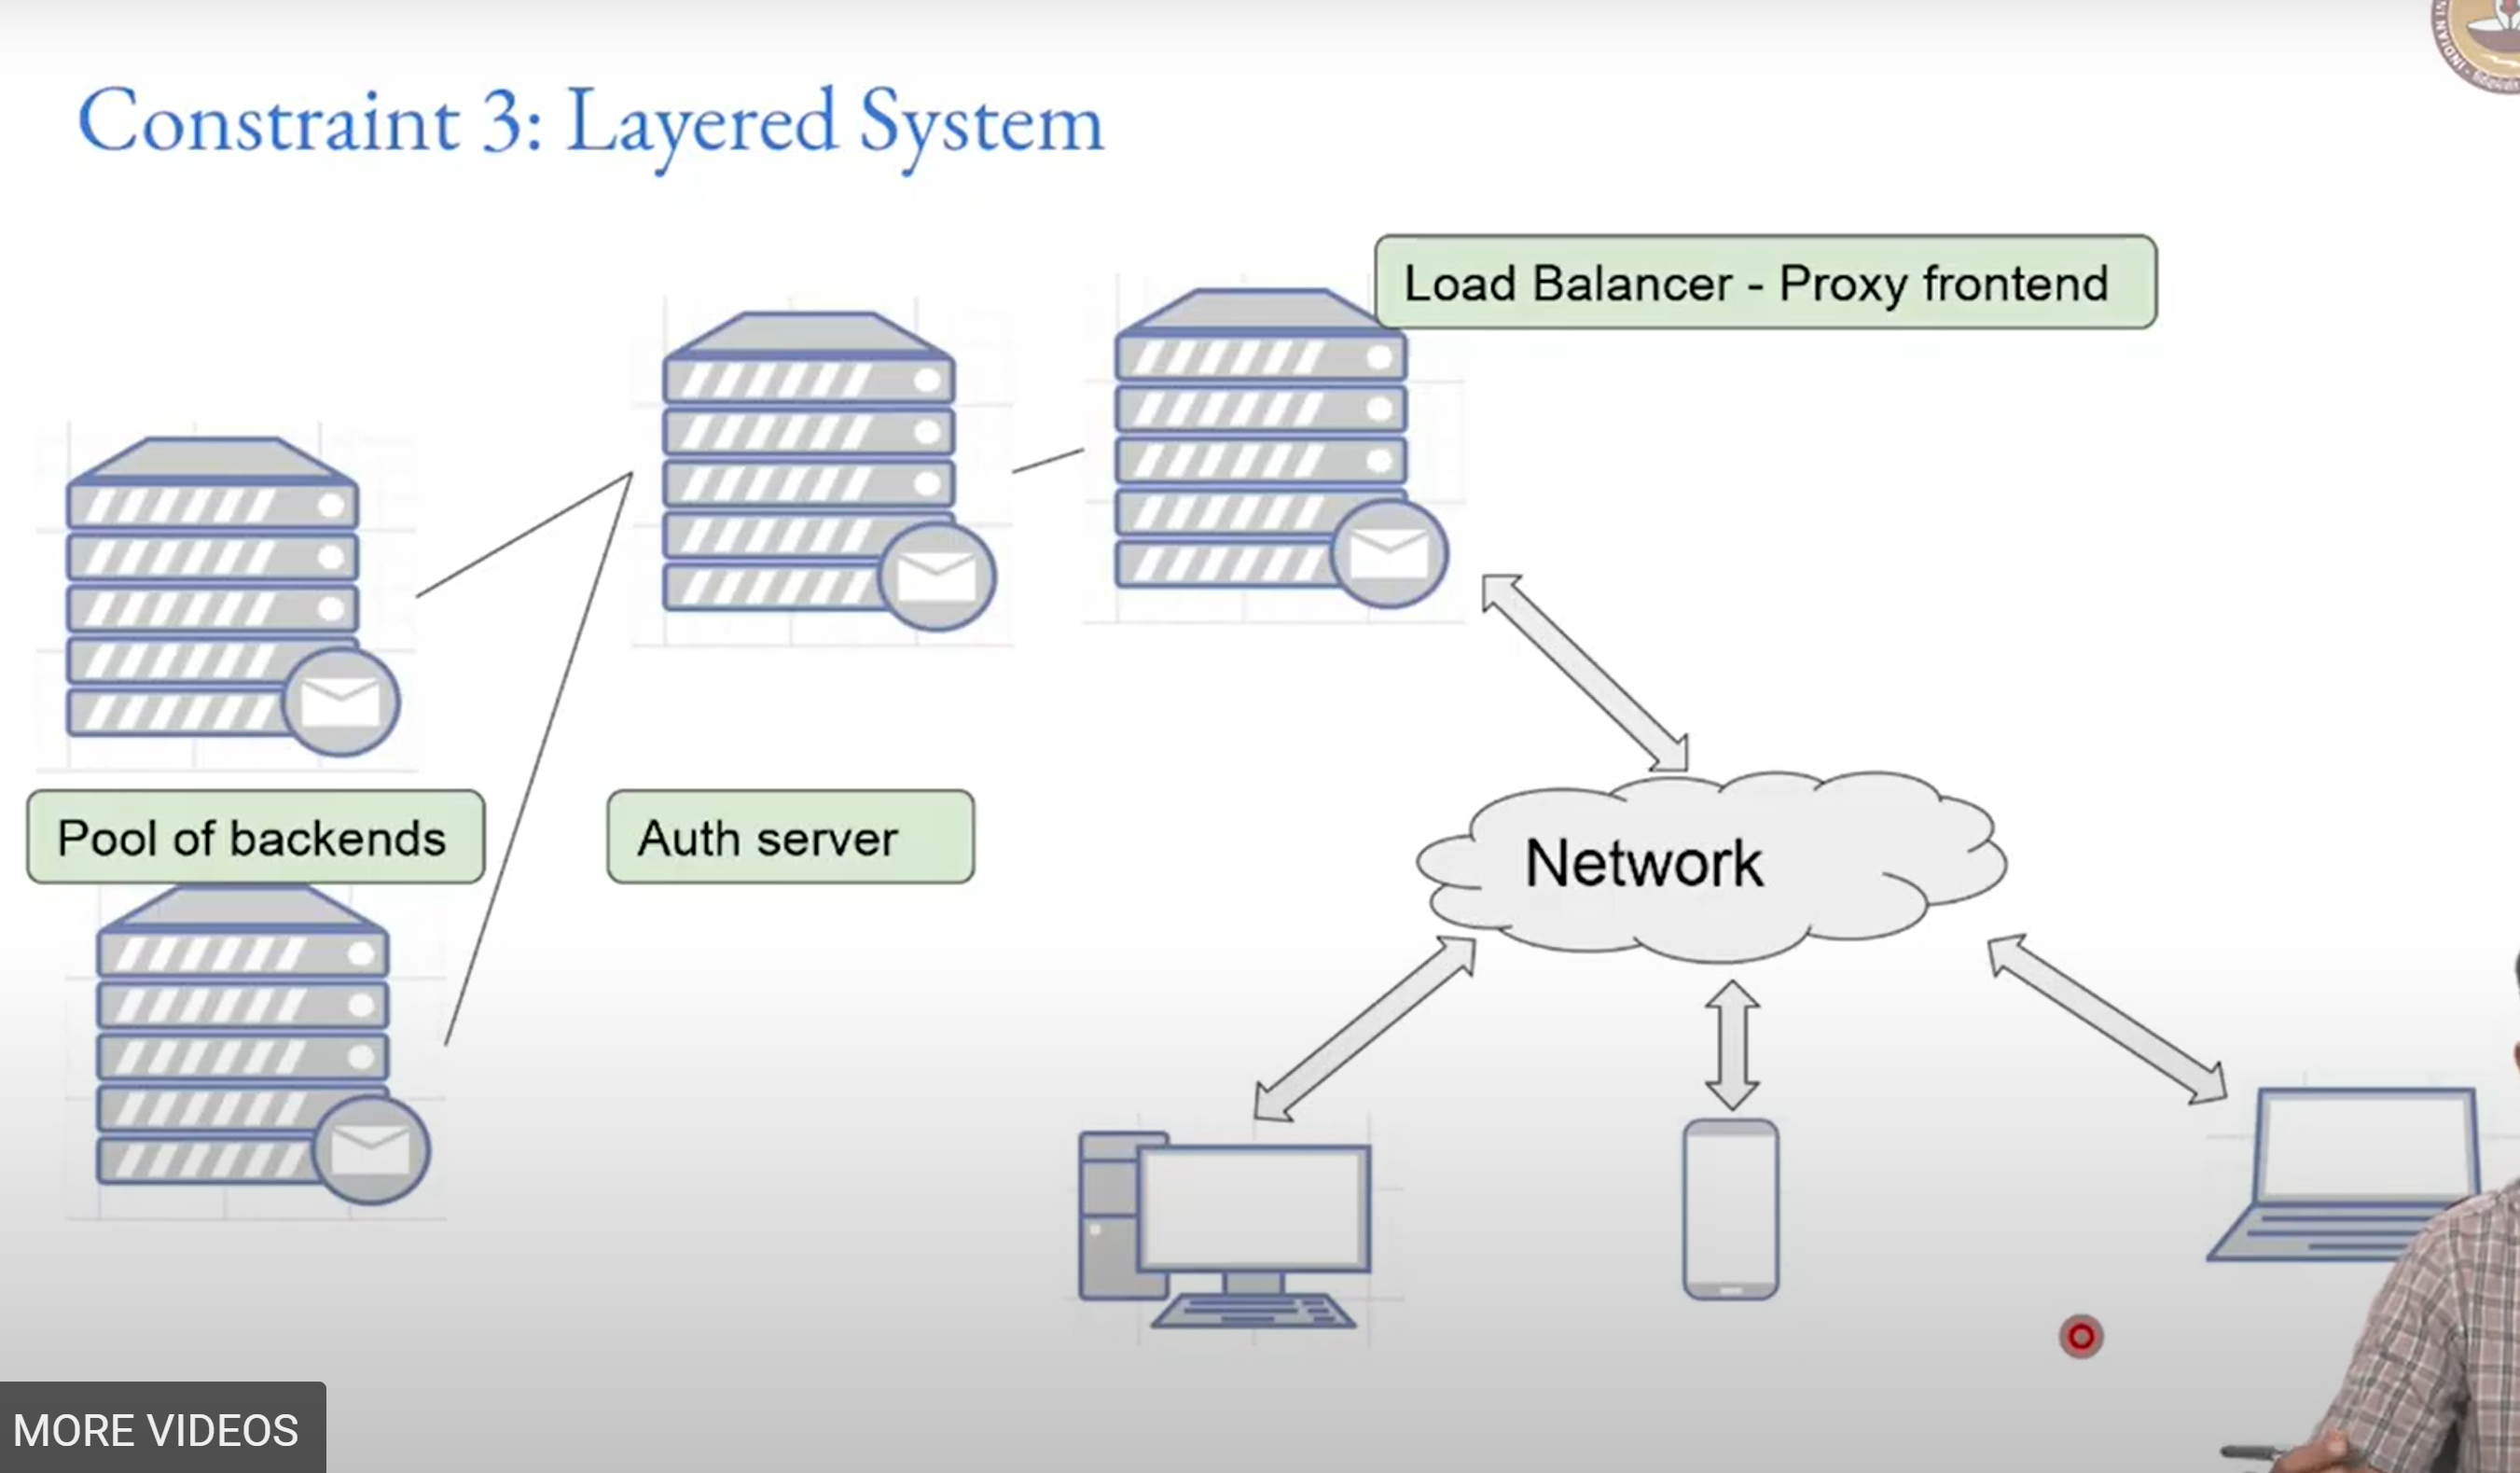 Constraint 3: Layered System
Load Balancer - Proxy frontend
Pool of backends
Auth server
Network
MORE VIDEOS